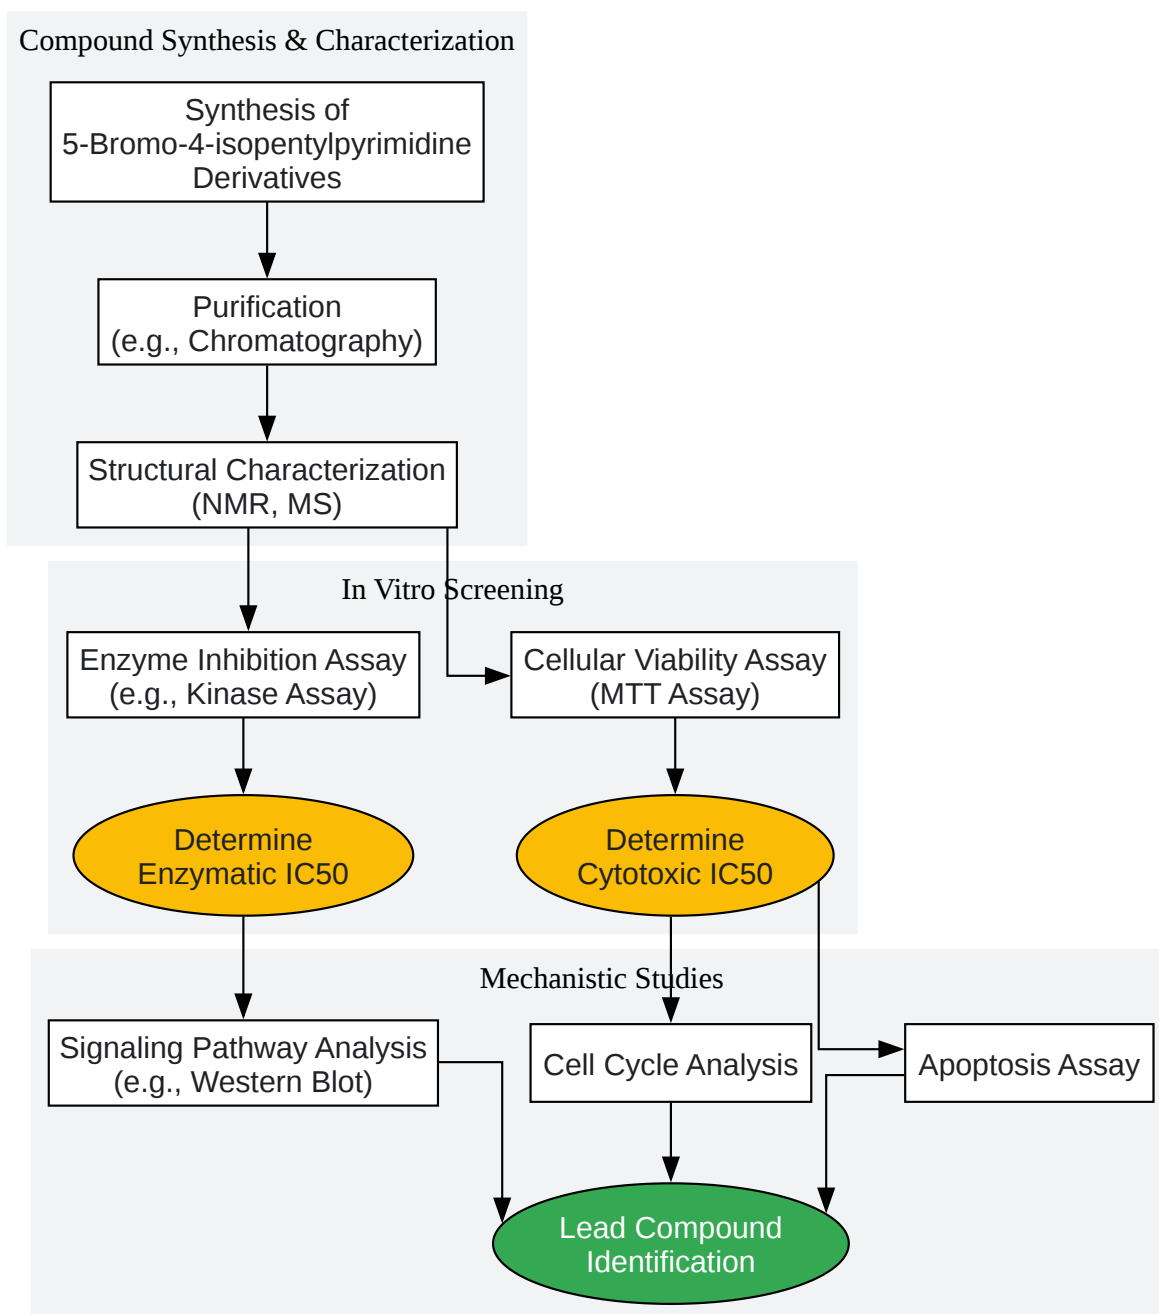 Compound Synthesis & Characterization
Synthesis of
5-Bromo-4-isopentylpyrimidine
Derivatives
Purification
(e.g., Chromatography)
Structural Characterization
(NMR, MS)
In Vitro Screening
Enzyme Inhibition Assay
(e.g., Kinase Assay)
Cellular Viability Assay
(MTT Assay)
Determine
Enzymatic IC50
Determine
Cytotoxic IC50
Mechanistic Studies
Signaling Pathway Analysis
(e.g., Western Blot)
Cell Cycle Analysis
Apoptosis Assay
Lead Compound
Identification